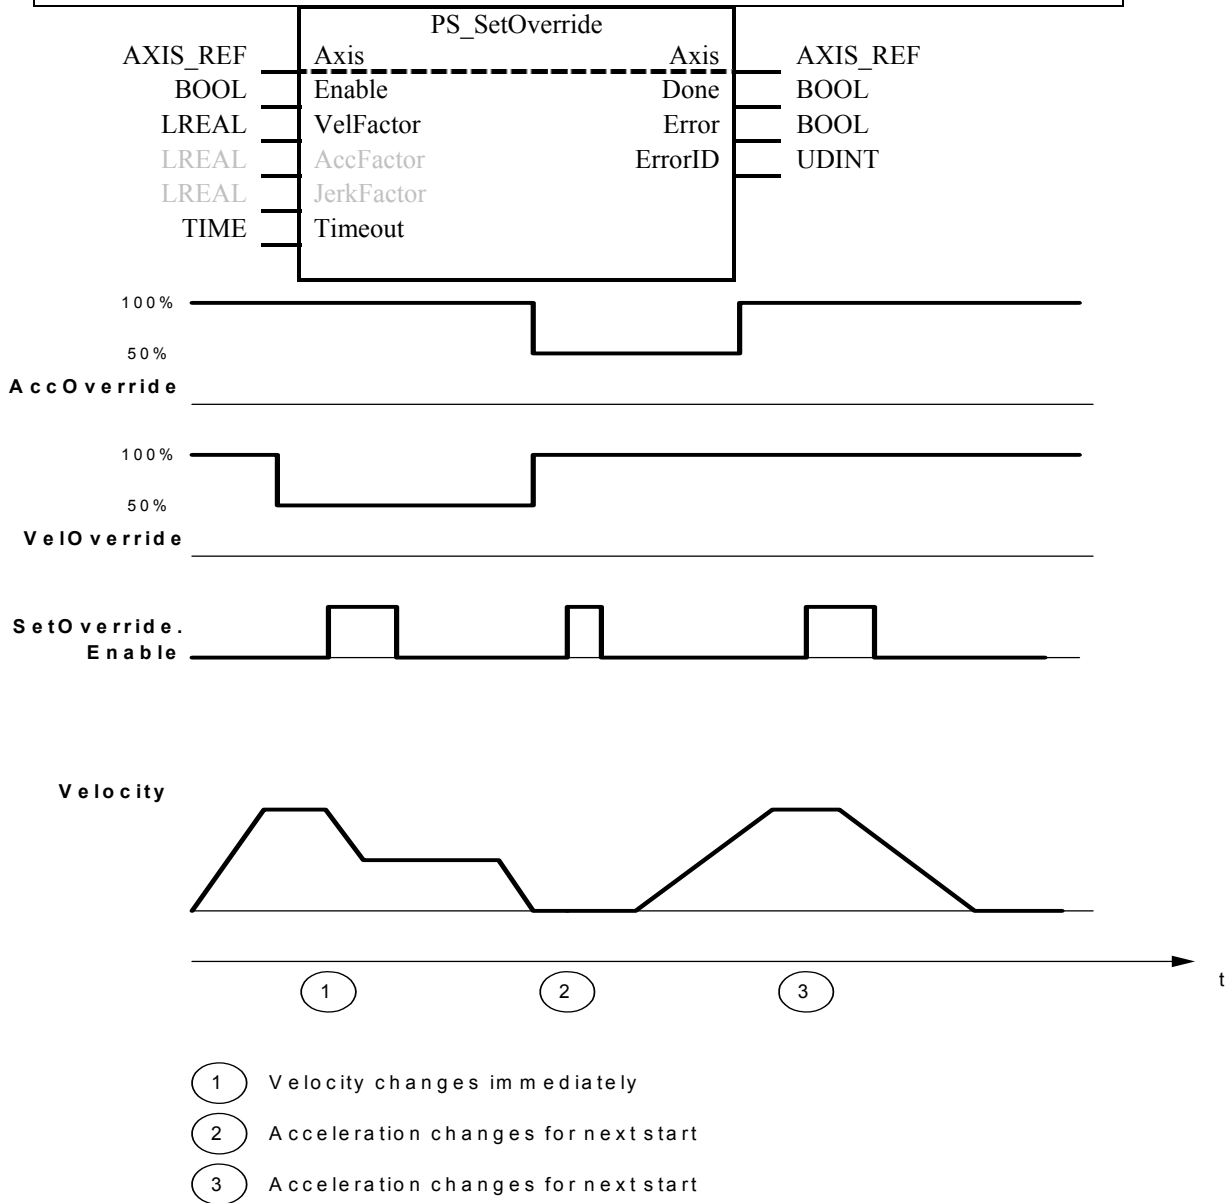 PS_SetOverride
AXIS_REF Axis Axis AXIS_REF
BOOL Enable Done BOOL
LREAL VelFactor Error BOOL
LREAL AccFactor ErrorID UDINT
LREAL JerkFactor
TIME Timeout
100%
50%
AccOverride
100%
50%
VelOverride
SetOverride.
Enable
Velocity
t
1 2 3
1 Velocity changes immediately
2 Acceleration changes for next start
3 Acceleration changes for next start